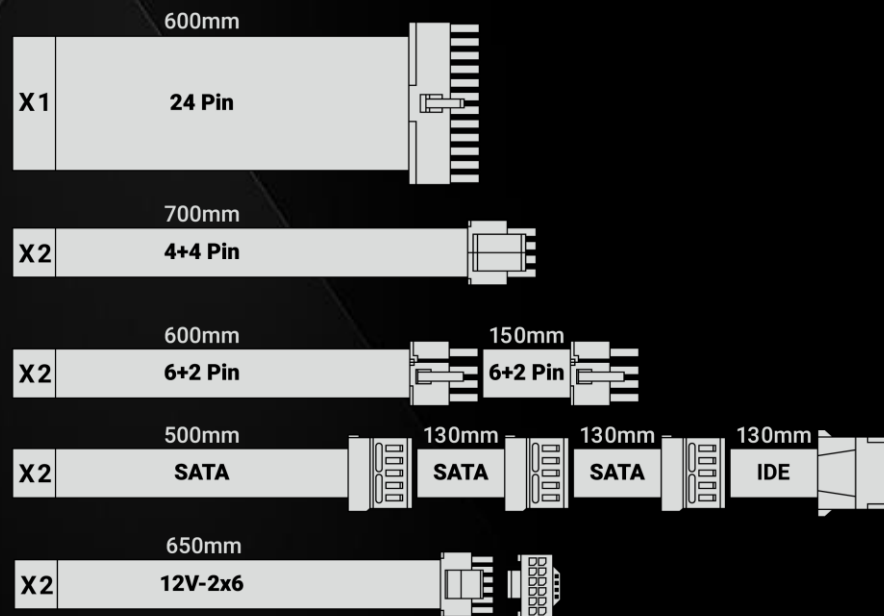 600mm
X1 24 Pin
700mm
X2 4+4 Pin
600mm 150mm
X2 6+2 Pin 6+2 Pin
500mm 130mm 130mm 130mm
X2 SATA SATA SATA IDE
650mm
X2 12V-2x6